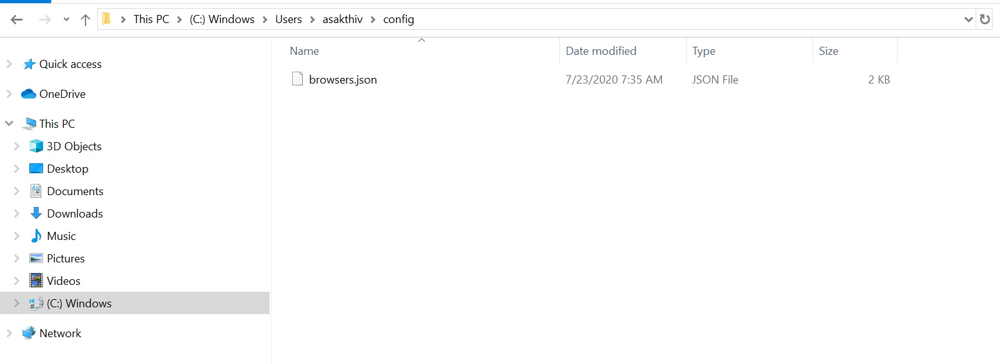 This PC > (C:) Windows > Users > asakthiv > config
Name Date modified Type Size
browsers.json 7/23/2020 7:35 AM JSON File 2 KB
Quick access
OneDrive
This PC
3D Objects
Desktop
Documents
Downloads
Music
Pictures
Videos
(C:) Windows
Network